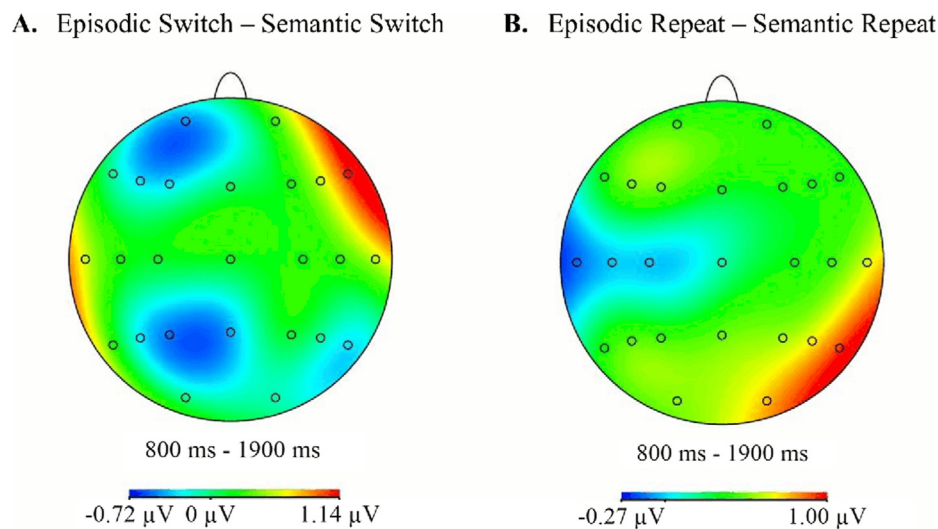 A. Episodic Switch – Semantic Switch
B. Episodic Repeat – Semantic Repeat
800 ms - 1900 ms
800 ms - 1900 ms
-0.72 µV 0 µV 1.14 µV
-0.27 µV 1.00 µV